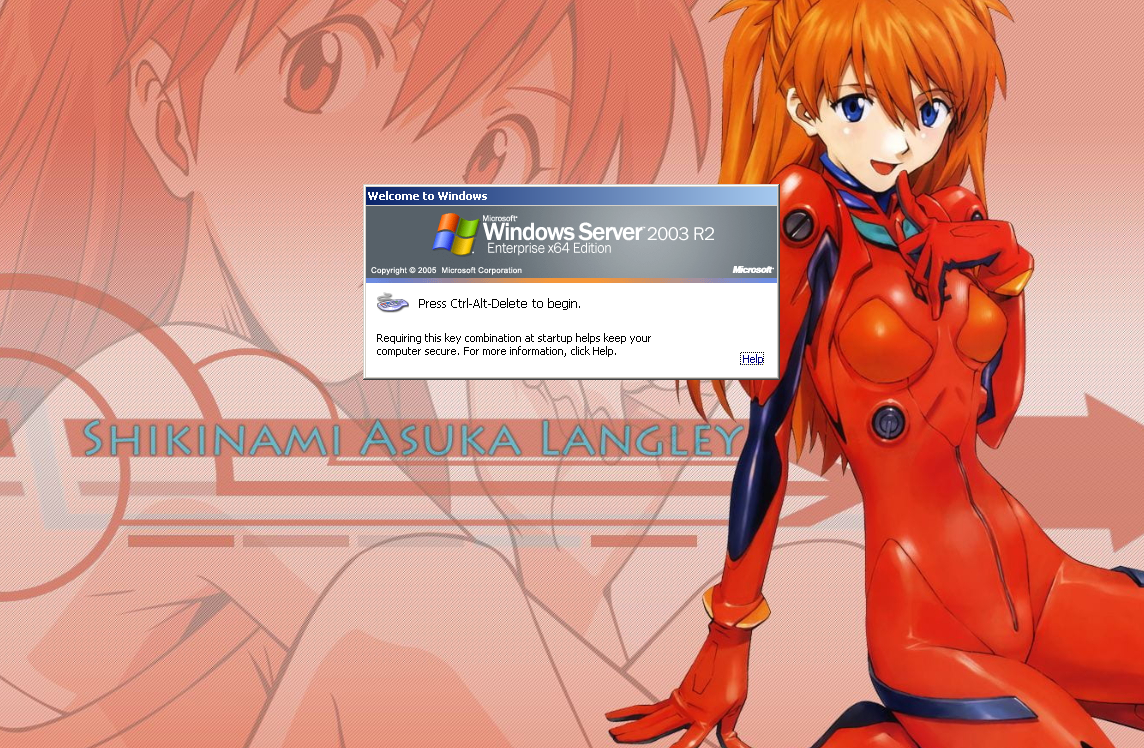 Welcome to Windows
Microsoft®
Windows Server 2003 R2
Enterprise x64 Edition
Copyright © 2005 Microsoft Corporation
Microsoft®
Press Ctrl-Alt-Delete to begin.
Requiring this key combination at startup helps keep your
computer secure. For more information, click Help.
Help
Shikinami Asuka Langley